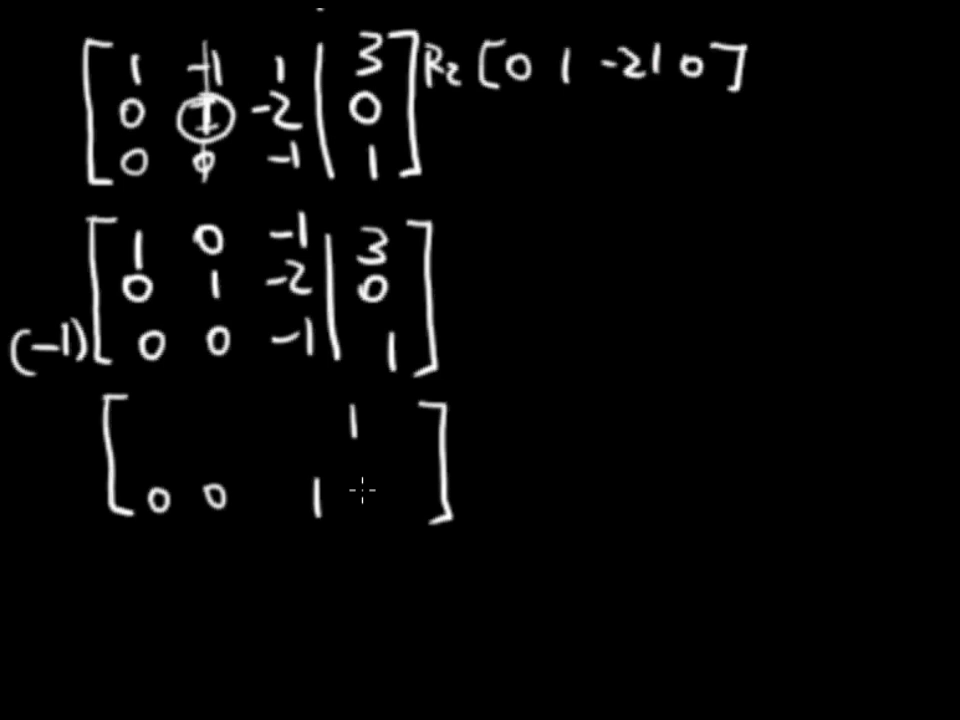 [ 1 -1 1 | 3 ] R2 [ 0 1 -2 | 0 ]
[ 0 1 -2 | 0 ]
[ 0 0 -1 | 1 ]
[ 1 0 -1 | 3 ]
[ 0 1 -2 | 0 ]
(-1) [ 0 0 -1 | 1 ]
[ | ]
[ 0 0 1 ]